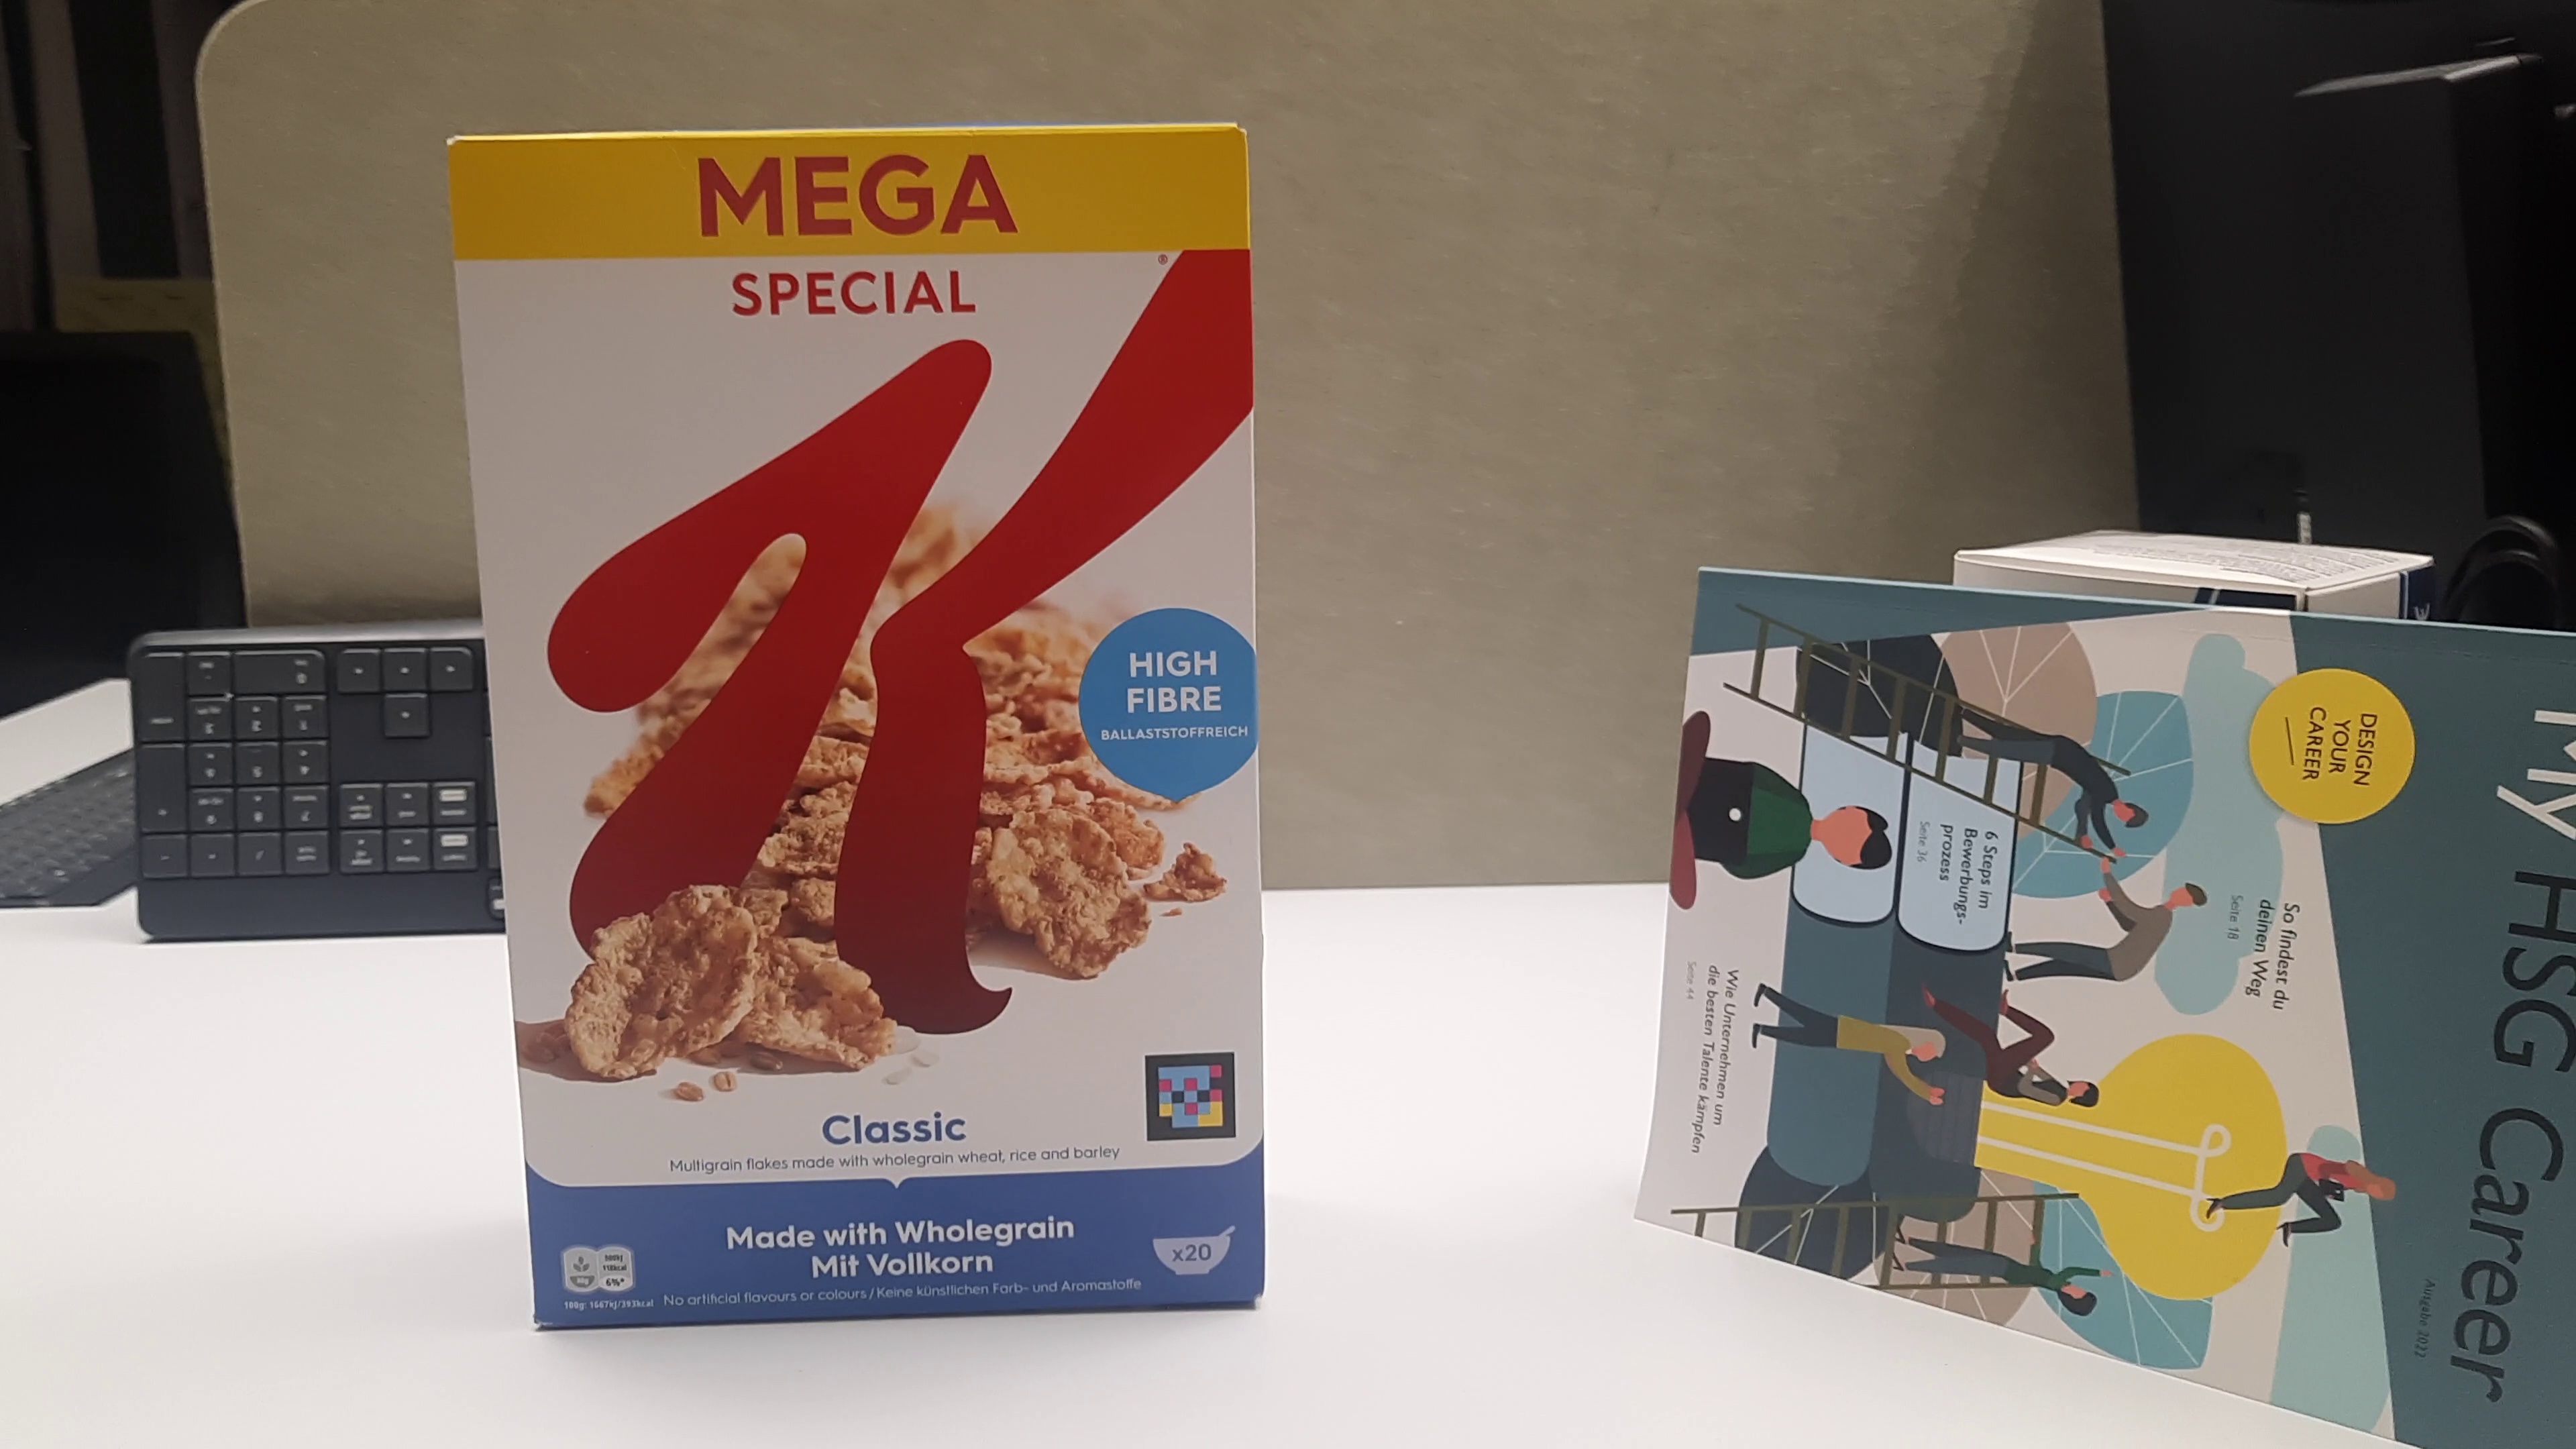 MEGA
SPECIAL
®
K
HIGH
FIBRE
BALLASTSTOFFREICH
Classic
Multigrain flakes made with wholegrain wheat, rice and barley
Made with Wholegrain
Mit Vollkorn
x20
6%*
100g: 1667kJ/393kcal
No artificial flavours or colours / Keine künstlichen Farb- und Aromastoffe
My HSG Career
Ausgabe 2022
DESIGN
YOUR
CAREER
So findest du
deinen Weg
Seite 18
6 Steps im
Bewerbungs-
prozess
Seite 36
Wie Unternehmen um
die besten Talente kämpfen
Seite 44